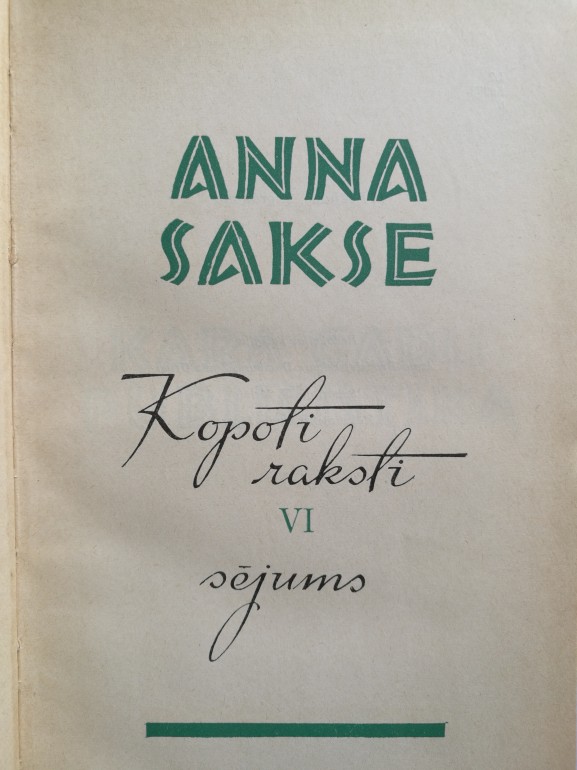 ANNA
SAKSE
Kopoti
raksti
VI
sējums